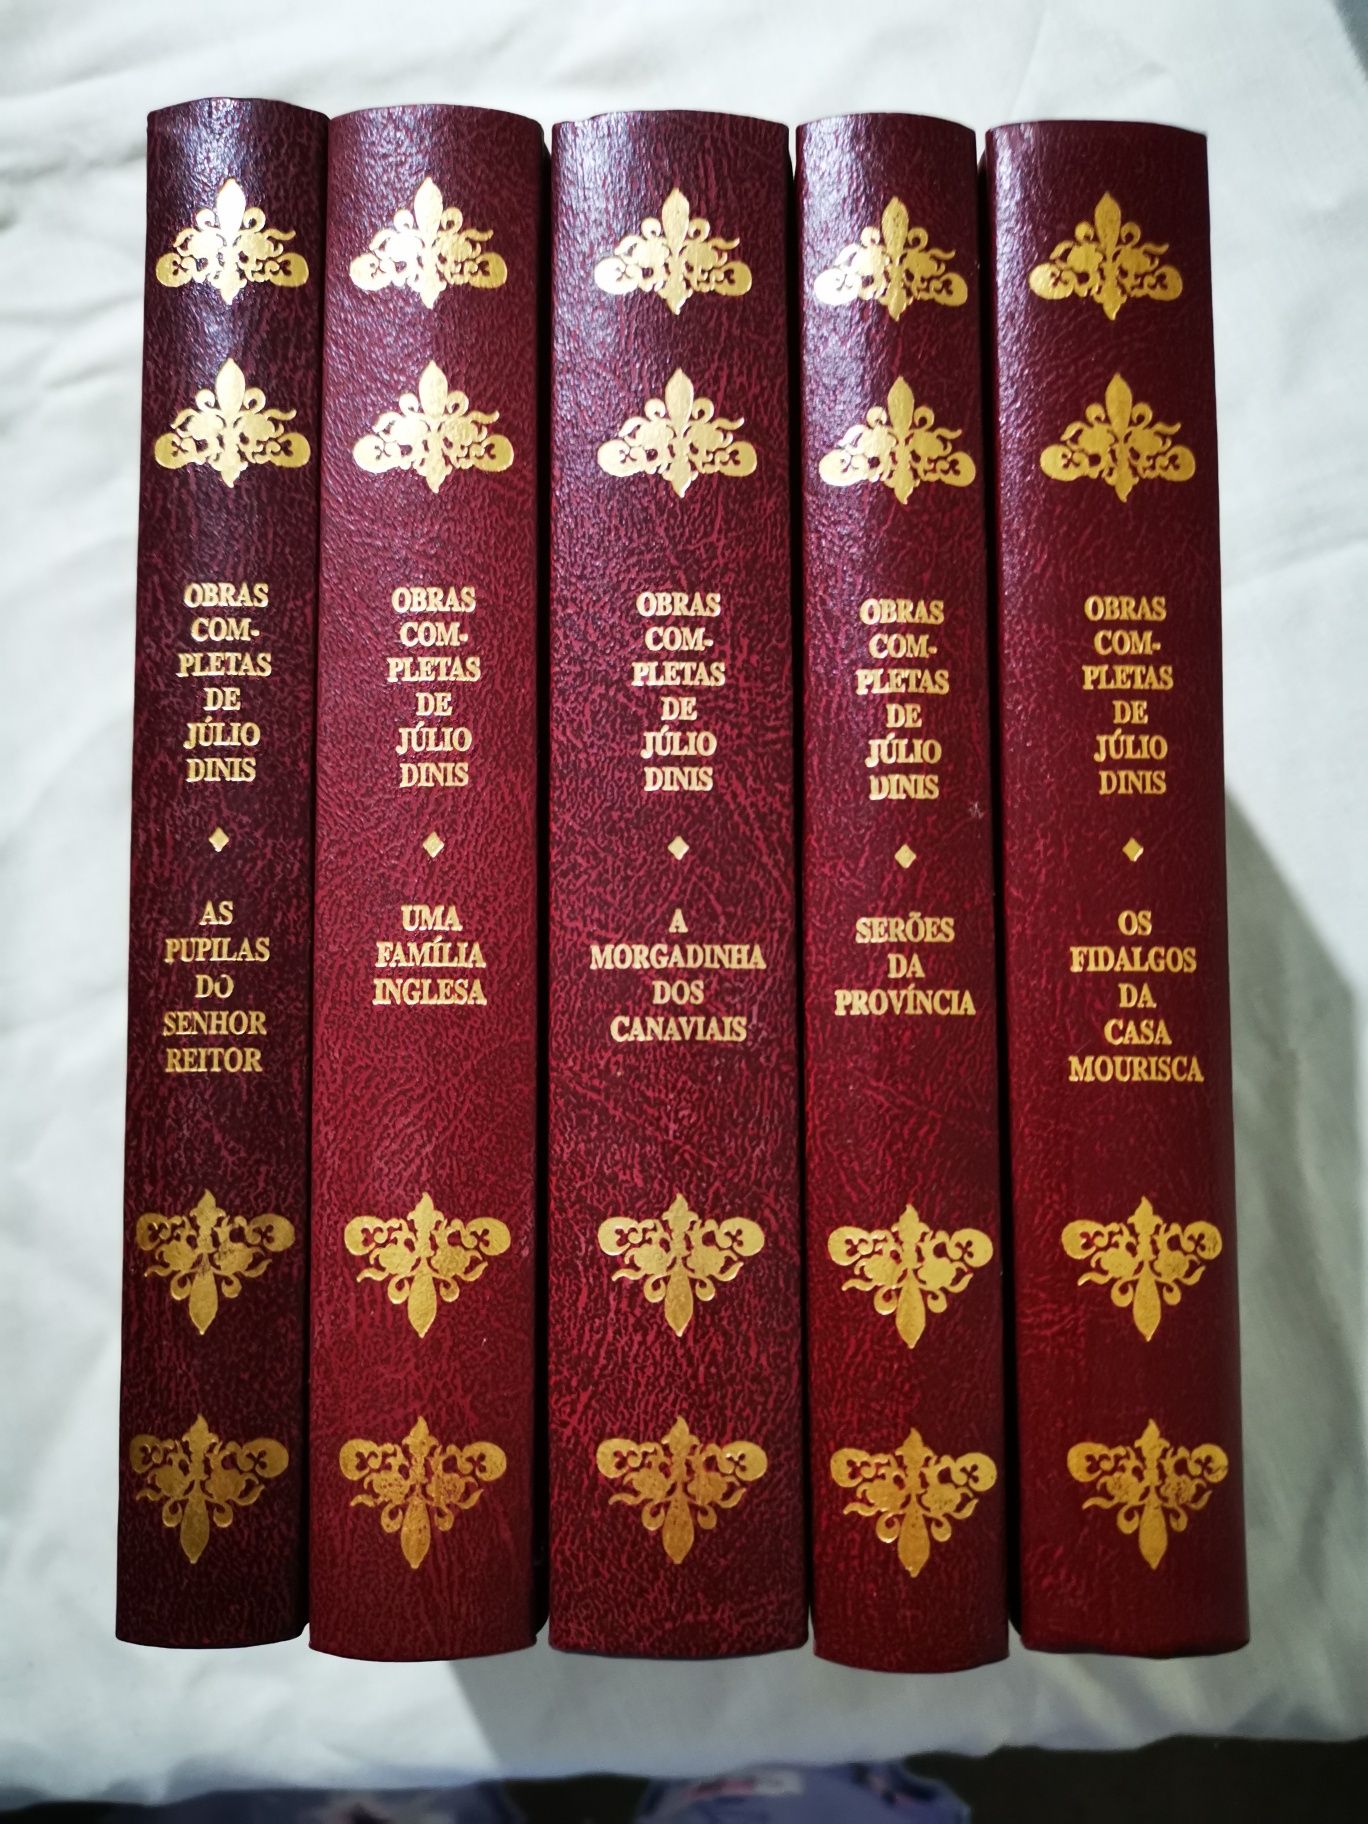 OBRAS
COM-
PLETAS
DE
JÚLIO
DINIS
AS
PUPILAS
DO
SENHOR
REITOR
OBRAS
COM-
PLETAS
DE
JÚLIO
DINIS
UMA
FAMÍLIA
INGLESA
OBRAS
COM-
PLETAS
DE
JÚLIO
DINIS
A
MORGADINHA
DOS
CANAVIAIS
OBRAS
COM-
PLETAS
DE
JÚLIO
DINIS
SERÕES
DA
PROVÍNCIA
OBRAS
COM-
PLETAS
DE
JÚLIO
DINIS
OS
FIDALGOS
DA
CASA
MOURISCA